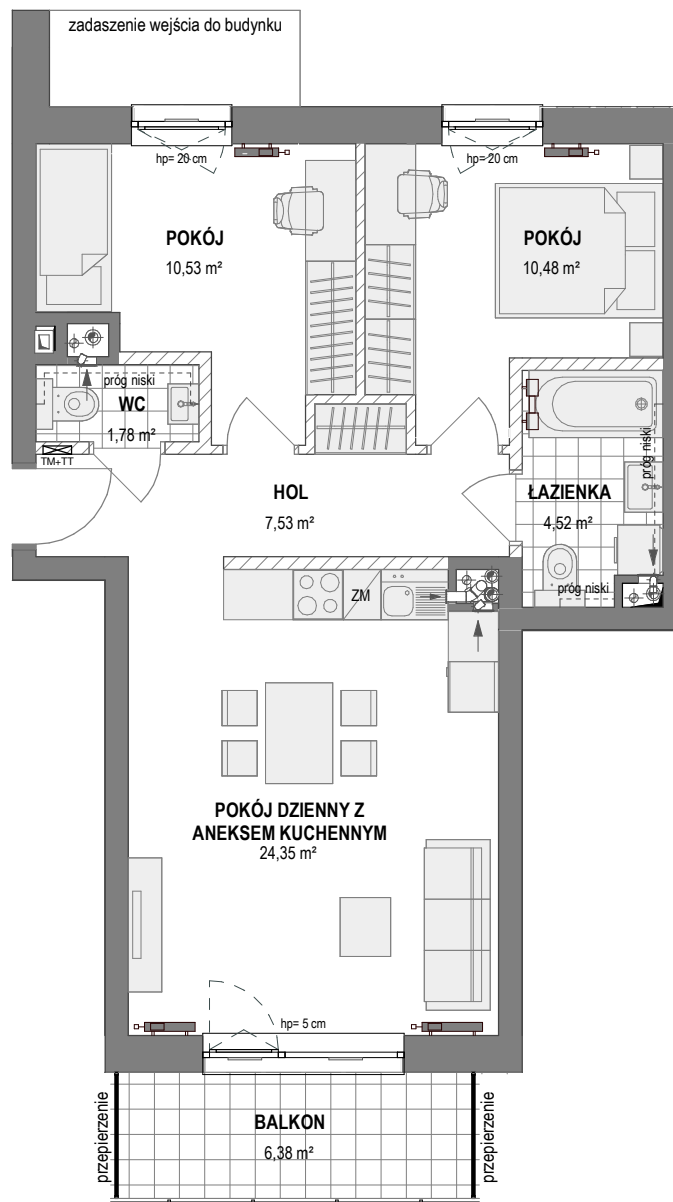 zadaszenie wejścia do budynku
hp= 20 cm
hp= 20 cm
POKÓJ
10,53 m²
POKÓJ
10,48 m²
próg niski
WC
1,78 m²
TM+TT
HOL
7,53 m²
próg niski
ŁAZIENKA
4,52 m²
próg niski
ZM
POKÓJ DZIENNY Z
ANEKSEM KUCHENNYM
24,35 m²
hp= 5 cm
przepierzenie
BALKON
6,38 m²
przepierzenie